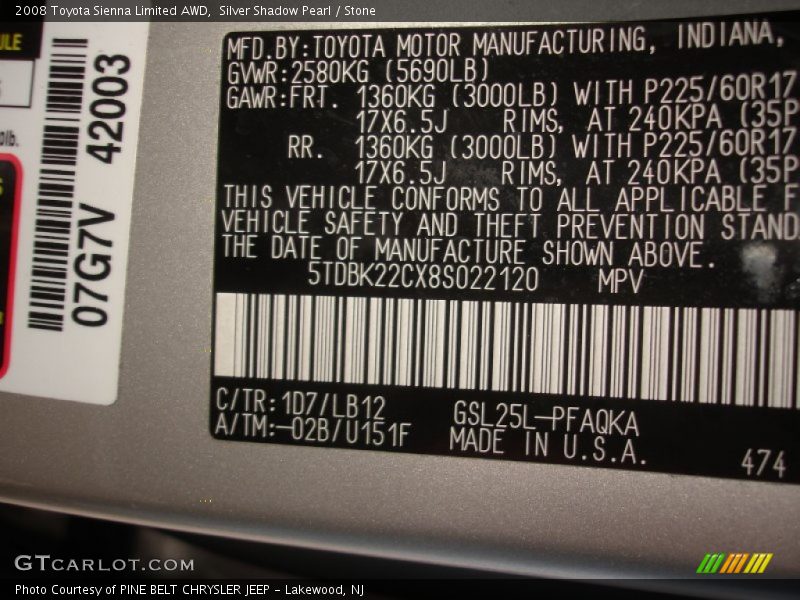 2008 Toyota Sienna Limited AWD,  Silver Shadow Pearl / Stone
ULE
olb.
42003
07G7V
MFD.BY:TOYOTA MOTOR MANUFACTURING, INDIANA,
GVWR:2580KG (5690LB)
GAWR:FRT. 1360KG (3000LB) WITH P225/60R17
17X6.5J RIMS, AT 240KPA (35P
RR. 1360KG (3000LB) WITH P225/60R17
17X6.5J RIMS, AT 240KPA (35P
THIS VEHICLE CONFORMS TO ALL APPLICABLE F
VEHICLE SAFETY AND THEFT PREVENTION STAND
THE DATE OF MANUFACTURE SHOWN ABOVE.
5TDBK22CX8S022120 MPV
C/TR:1D7/LB12 GSL25L-PFAQKA
A/TM:-02B/U151F MADE IN U.S.A.
474
GTCARLOT.COM
Photo Courtesy of PINE BELT CHRYSLER JEEP - Lakewood, NJ